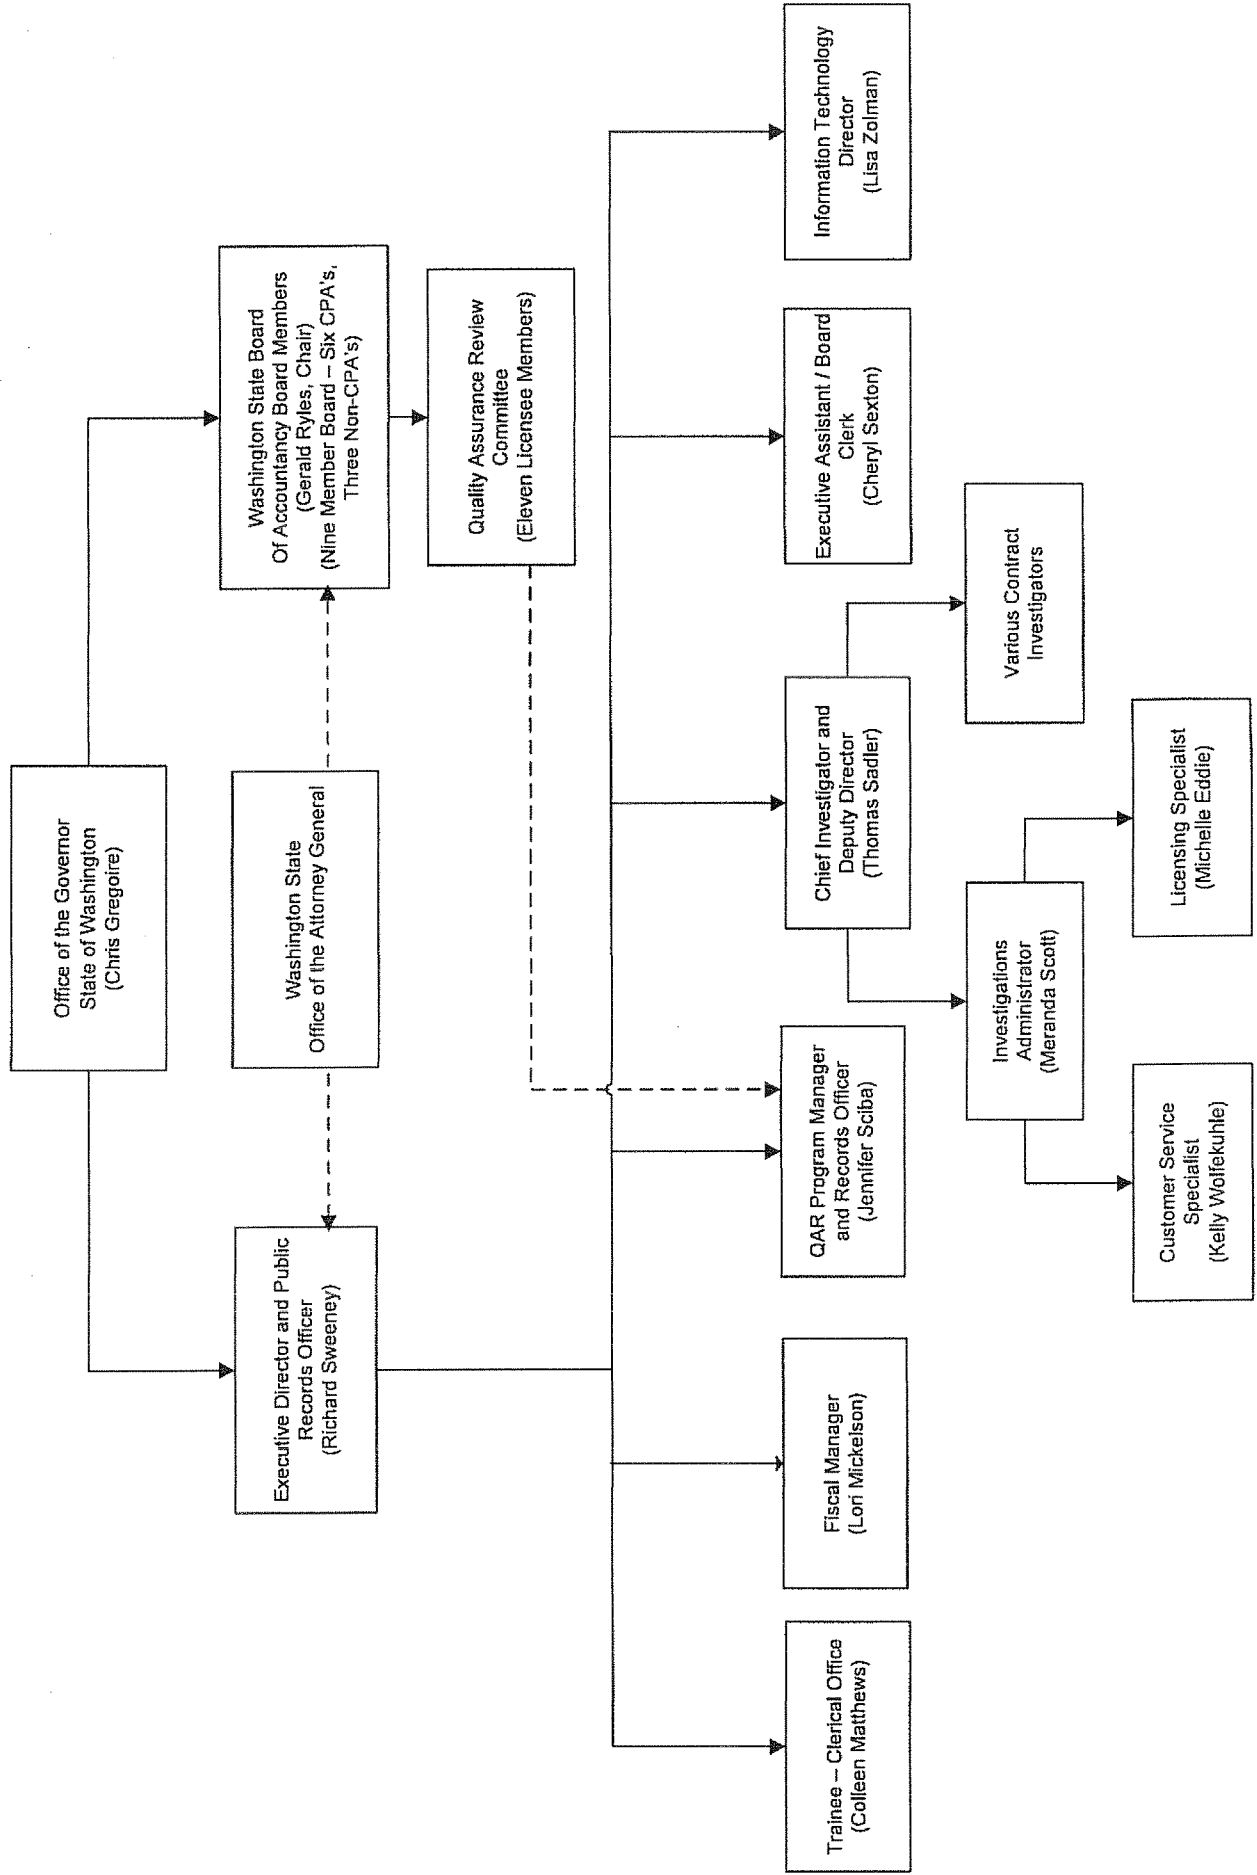 Office of the Governor
State of Washington
(Chris Gregoire)
Washington State
Office of the Attorney General
Executive Director and Public
Records Officer
(Richard Sweeney)
Washington State Board
Of Accountancy Board Members
(Gerald Ryles, Chair)
(Nine Member Board – Six CPA's,
Three Non-CPA's)
Quality Assurance Review
Committee
(Eleven Licensee Members)
Trainee – Clerical Office
(Colleen Matthews)
Fiscal Manager
(Lori Mickelson)
QAR Program Manager
and Records Officer
(Jennifer Sciba)
Chief Investigator and
Deputy Director
(Thomas Sadler)
Executive Assistant / Board
Clerk
(Cheryl Sexton)
Information Technology
Director
(Lisa Zolman)
Investigations
Administrator
(Meranda Scott)
Various Contract
Investigators
Customer Service
Specialist
(Kelly Wolfekuhle)
Licensing Specialist
(Michelle Eddie)